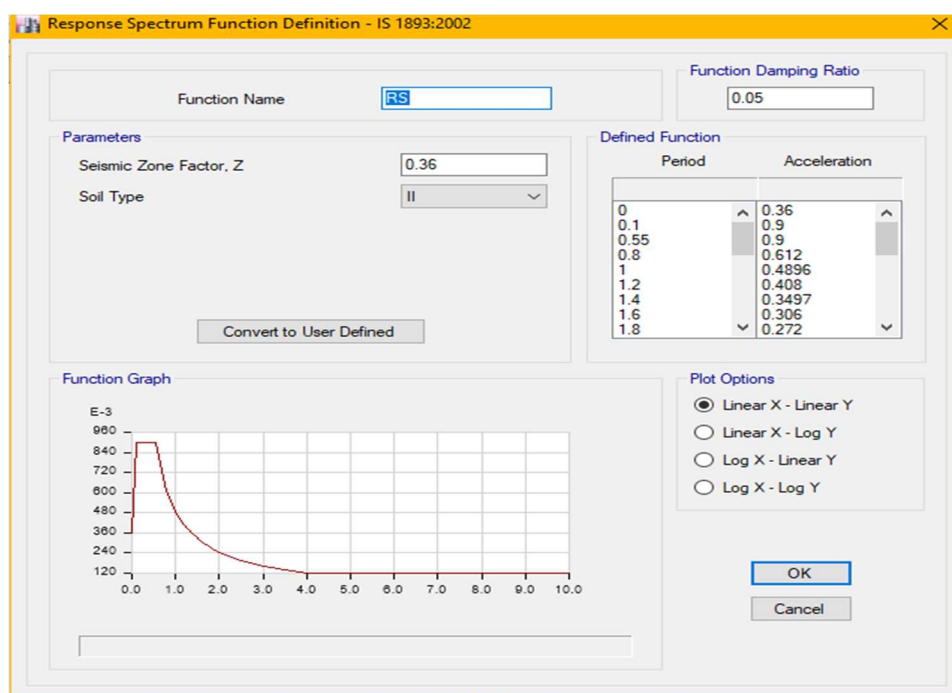 Response Spectrum Function Definition - IS 1893:2002
Function Name
RS
Function Damping Ratio
0.05
Parameters
Seismic Zone Factor, Z
0.36
Soil Type
II
Convert to User Defined
Defined Function
Period Acceleration
0 0.36
0.1 0.9
0.55 0.9
0.8 0.612
1 0.4896
1.2 0.408
1.4 0.3497
1.6 0.306
1.8 0.272
Function Graph
E-3
960
840
720
600
480
360
240
120
0.0 1.0 2.0 3.0 4.0 5.0 6.0 7.0 8.0 9.0 10.0
Plot Options
Linear X - Linear Y
Linear X - Log Y
Log X - Linear Y
Log X - Log Y
OK
Cancel